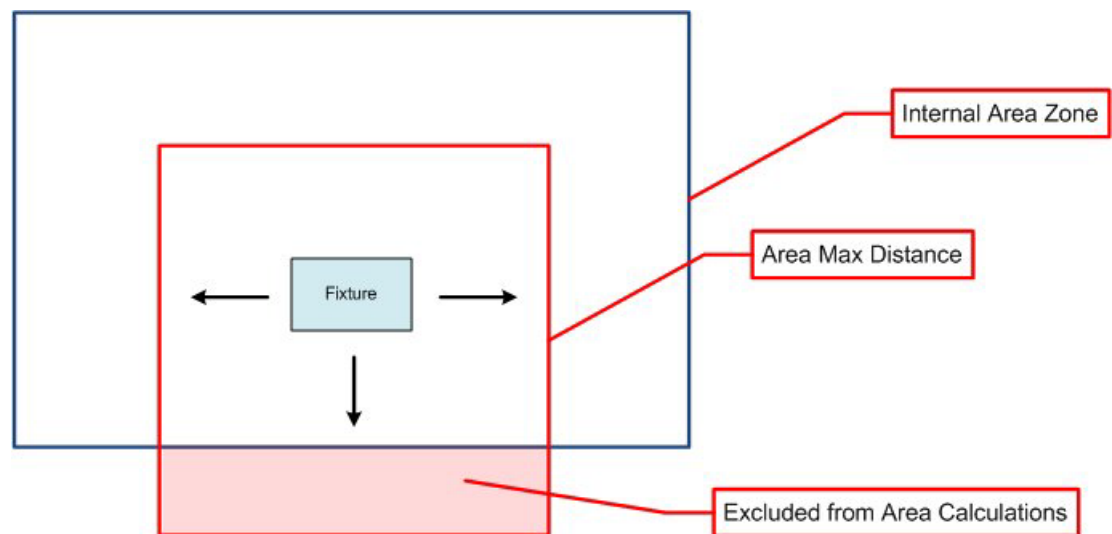 Internal Area Zone
Area Max Distance
Fixture
Excluded from Area Calculations